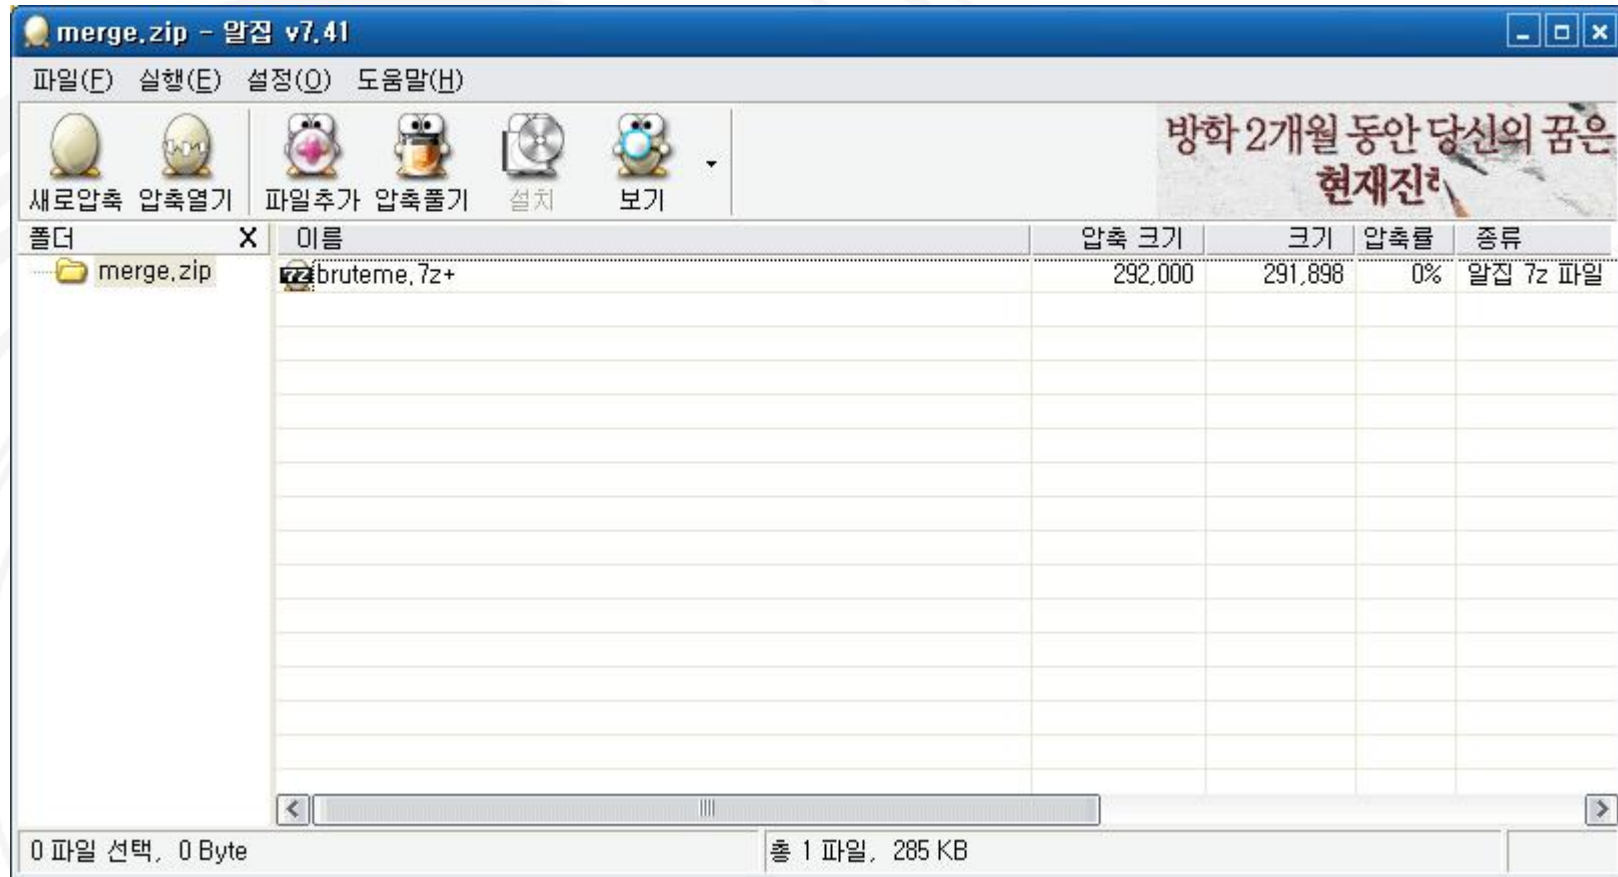 merge.zip - 알집 v7.41
파일(F) 실행(E) 설정(O) 도움말(H)
방학 2개월 동안 당신의 꿈은
현재진
새로압축 압축열기 파일추가 압축풀기 설치 보기
폴더 X 이름 압축 크기 크기 압축률 종류
merge.zip bruteme.7z+ 292,000 291,898 0% 알집 7z 파일
0 파일 선택, 0 Byte 총 1 파일, 285 KB